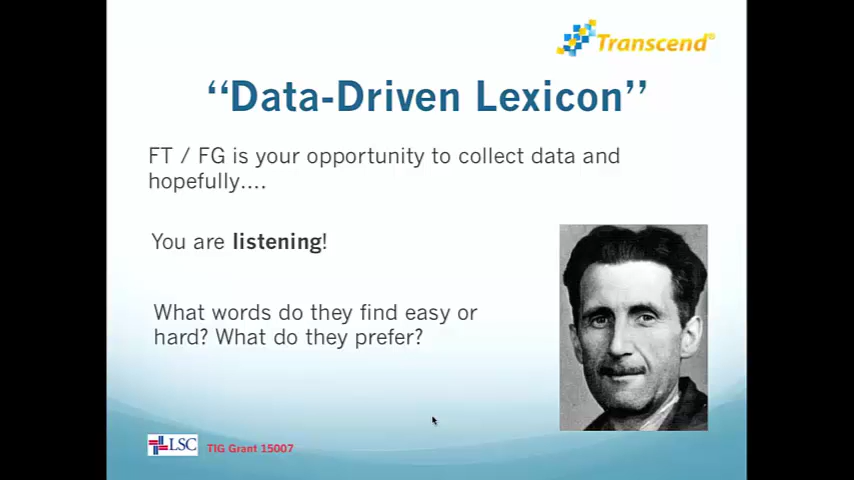 Transcend®
“Data-Driven Lexicon”
FT / FG is your opportunity to collect data and
hopefully....
You are listening!
What words do they find easy or
hard? What do they prefer?
LSC
TIG Grant 15007